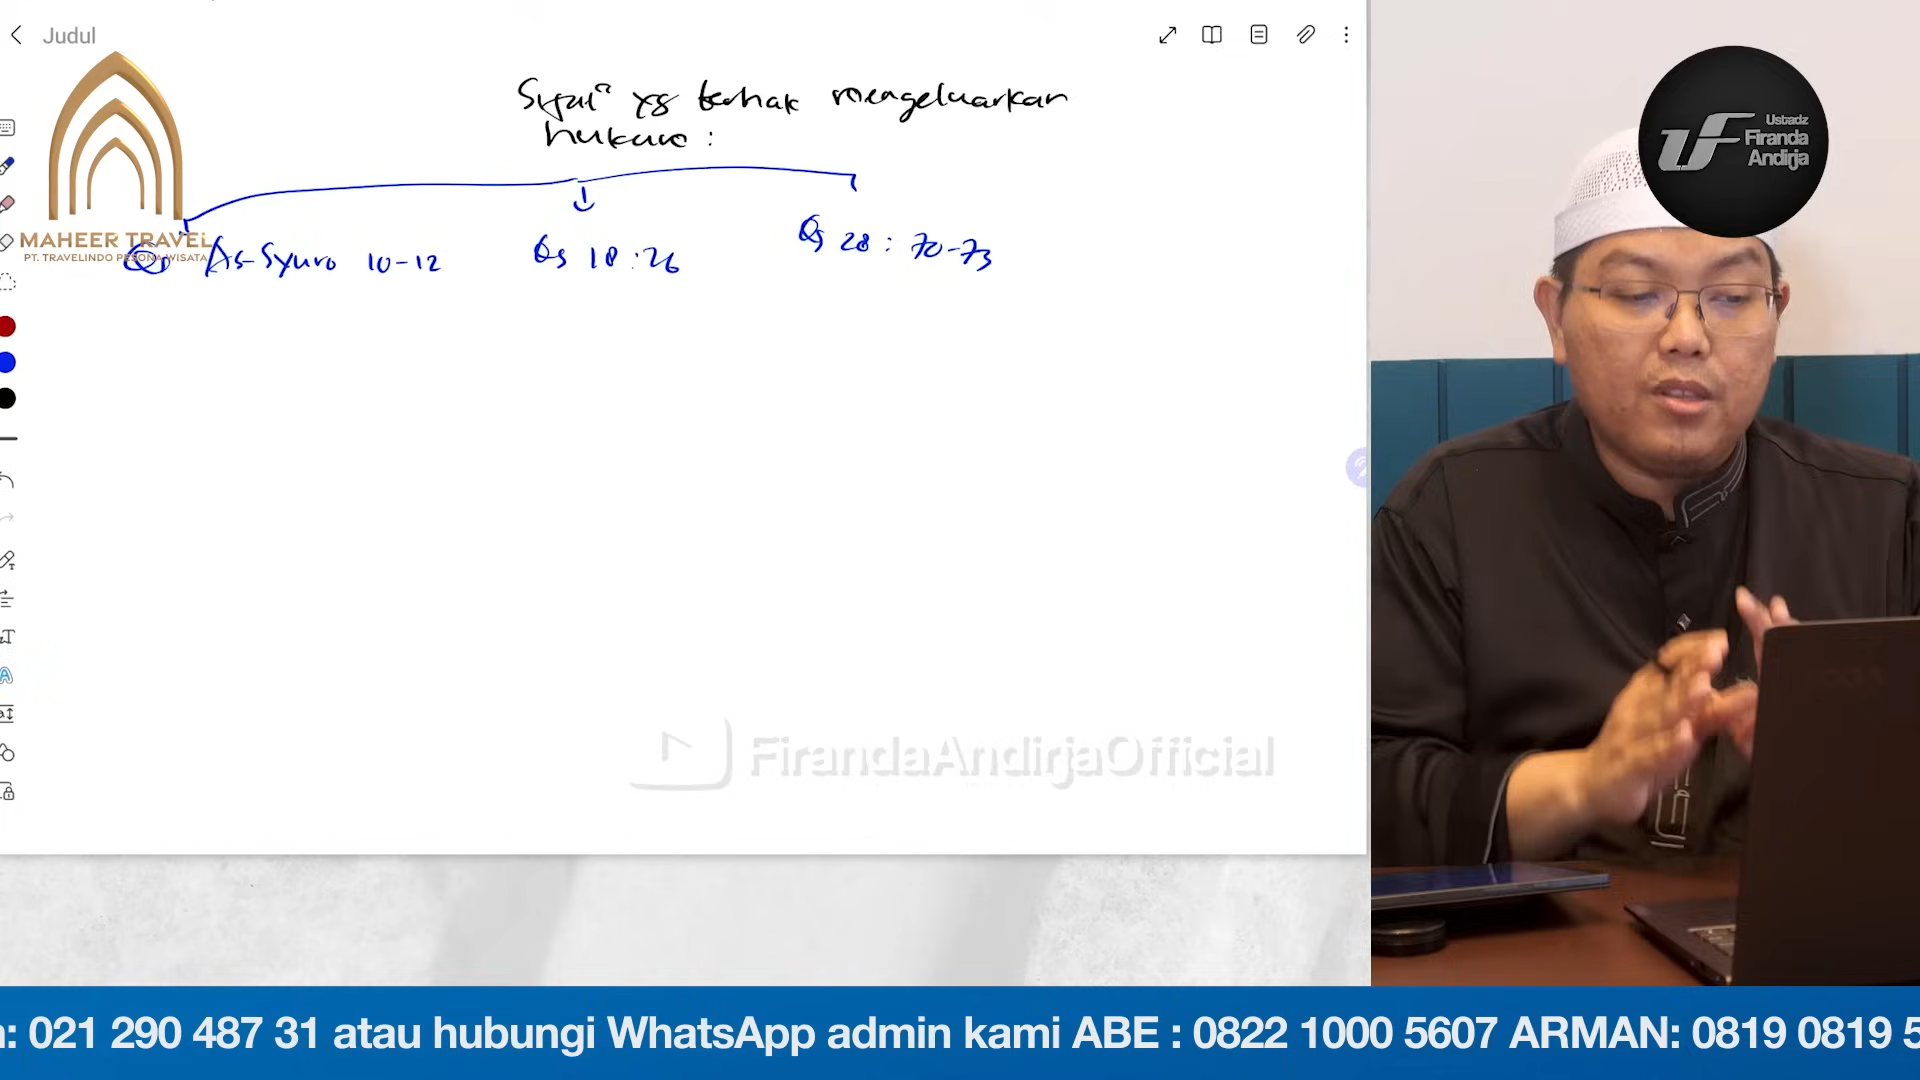 Judul
Syarat yg berhak mengeluarkan
hukum :
MAHEER TRAVEL
PT. TRAVELINDO PESONA WISATA
QS As-Syuro 10-12
Qs 18 : 26
Qs 28 : 70-73
Ustadz
Firanda
Andirja
FirandaAndirjaOfficial
n: 021 290 487 31 atau hubungi WhatsApp admin kami ABE : 0822 1000 5607 ARMAN: 0819 0819 5